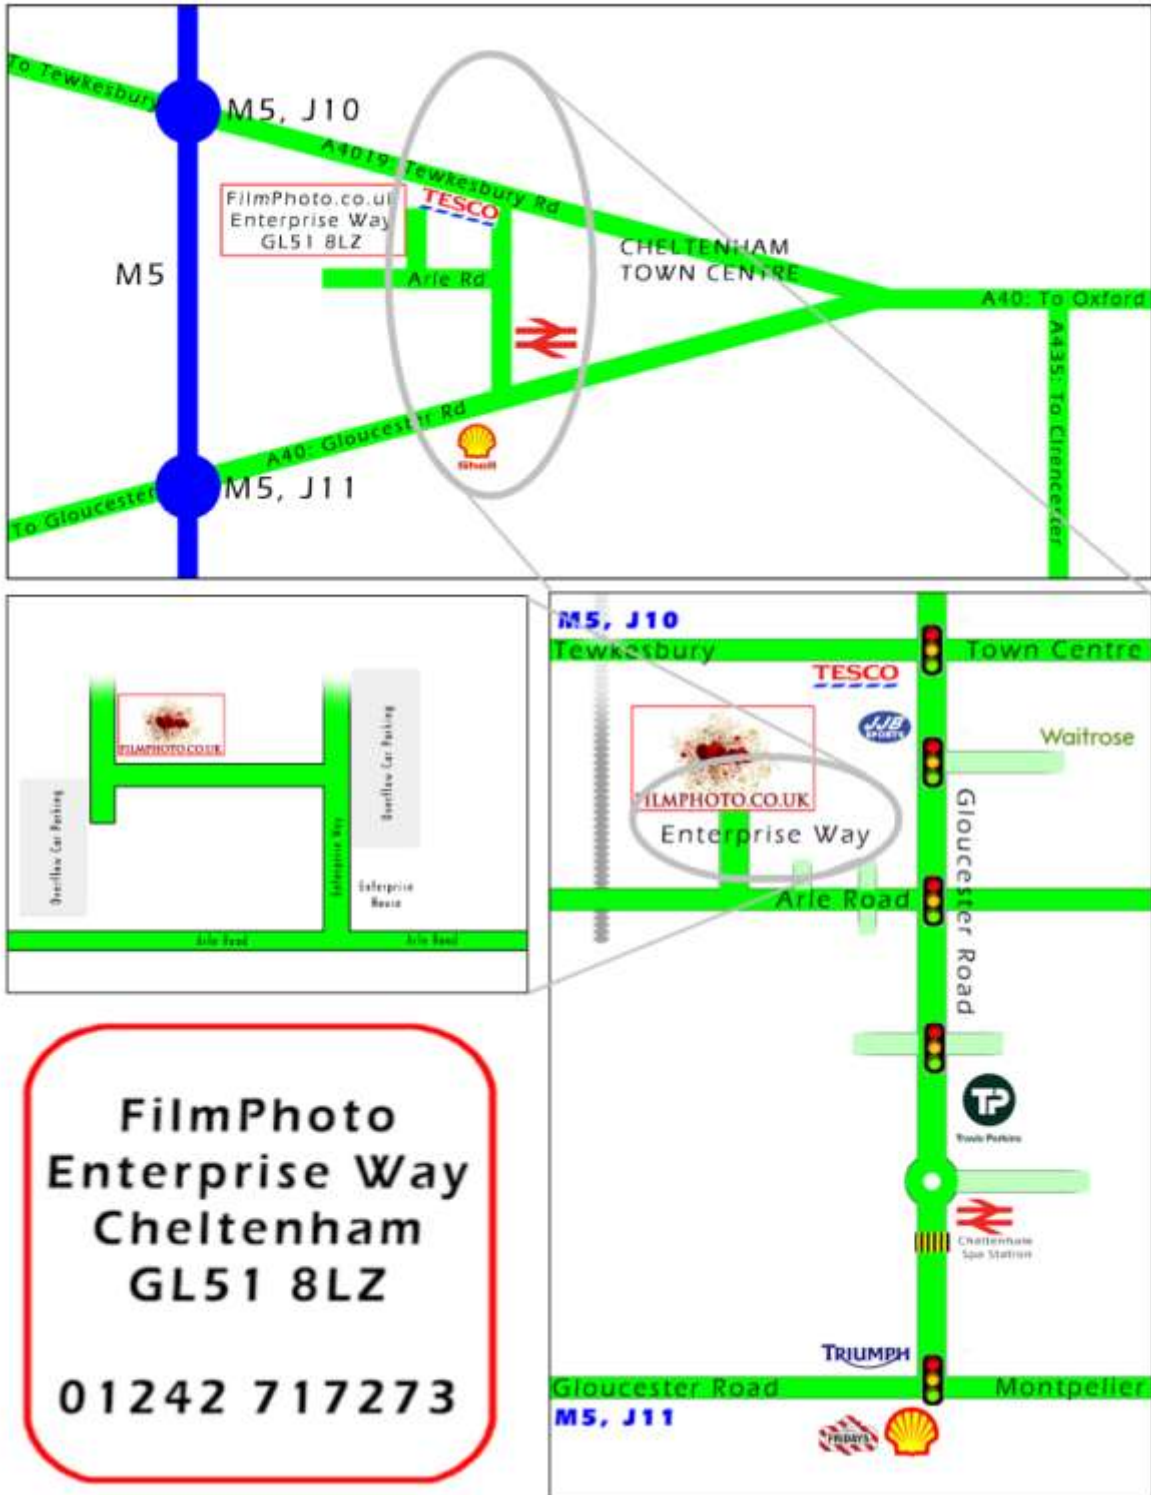 To Tewkesbury
M5, J10
A4019: Tewkesbury Rd
FilmPhoto.co.uk
Enterprise Way
GL51 8LZ
TESCO
CHELTENHAM
TOWN CENTRE
M5
Arle Rd
A40: To Oxford
A435: To Cirencester
A40: Gloucester Rd
Shell
M5, J11
To Gloucester
FILMPHOTO.CO.UK
Overflow Car Parking
Overflow Car Parking
Enterprise Way
Enterprise
House
Arle Road
Arle Road
M5, J10
Tewkesbury
Town Centre
TESCO
JJB
SPORTS
Waitrose
FILMPHOTO.CO.UK
Enterprise Way
Gloucester Road
Arle Road
TP
Travis Perkins
Cheltenham
Spa Station
TRIUMPH
Gloucester Road
Montpelier
M5, J11
FRIDAYS
FilmPhoto
Enterprise Way
Cheltenham
GL51 8LZ
01242 717273